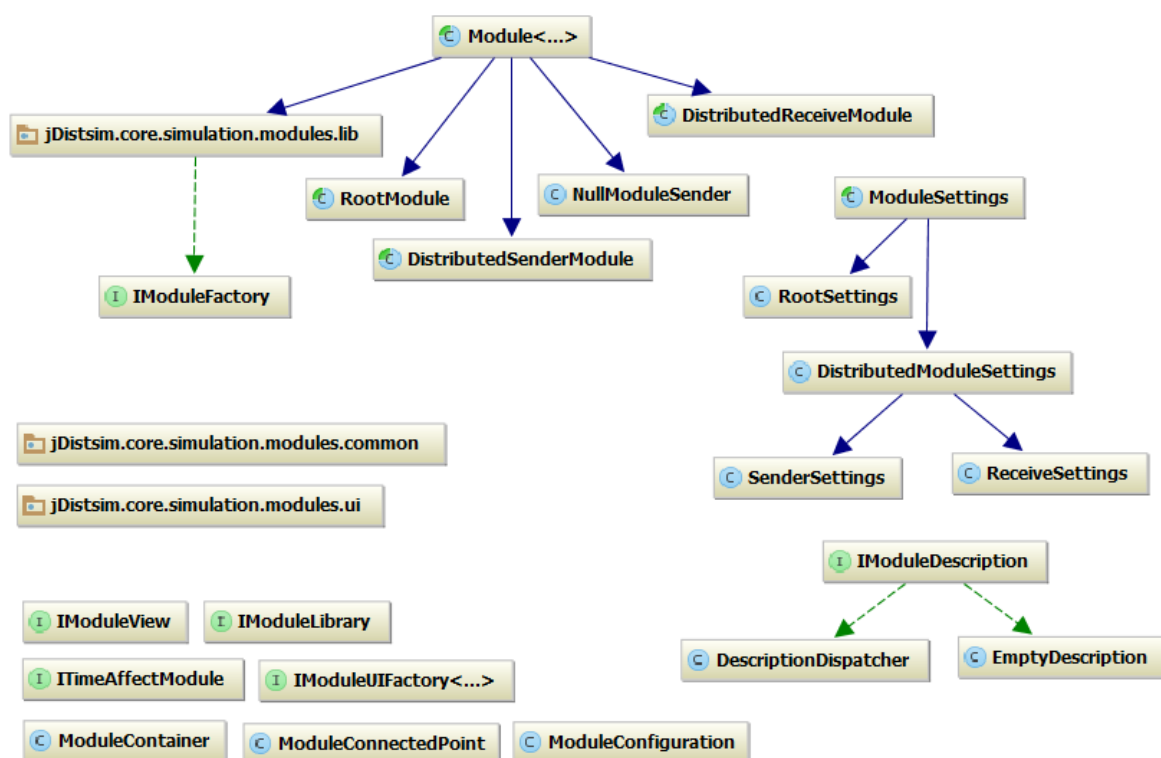 Module<...>
DistributedReceiveModule
jDistsim.core.simulation.modules.lib
RootModule
NullModuleSender
ModuleSettings
DistributedSenderModule
IModuleFactory
RootSettings
DistributedModuleSettings
jDistsim.core.simulation.modules.common
SenderSettings
ReceiveSettings
jDistsim.core.simulation.modules.ui
IModuleDescription
IModuleView
IModuleLibrary
DescriptionDispatcher
EmptyDescription
ITimeAffectModule
IModuleUIFactory<...>
ModuleContainer
ModuleConnectedPoint
ModuleConfiguration